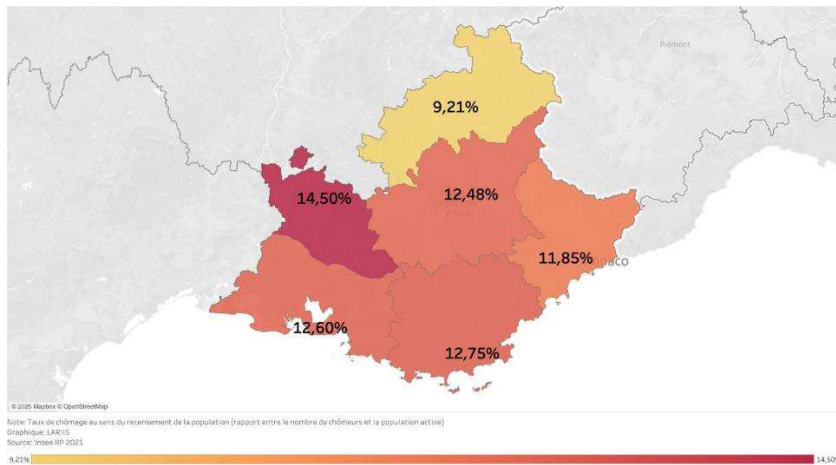 Piémont
9,21%
14,50%
12,48%
11,85%
12,60%
12,75%
© 2025 Mapbox © OpenStreetMap
Note: Taux de chômage au sens du recensement de la population (rapport entre le nombre de chômeurs et la population active)
Graphique: LARIIS
Source: Insee RP 2021
9,21%
14,50%